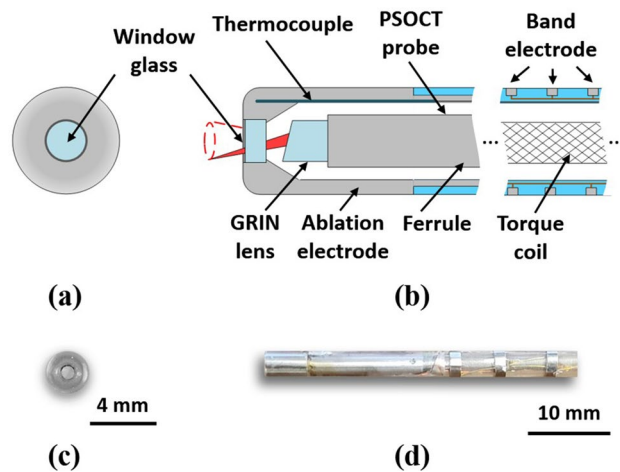 Window
glass
Thermocouple
PSOCT
probe
Band
electrode
...
...
GRIN
lens
Ablation
electrode
Ferrule
Torque
coil
(a)
(b)
4 mm
10 mm
(c)
(d)